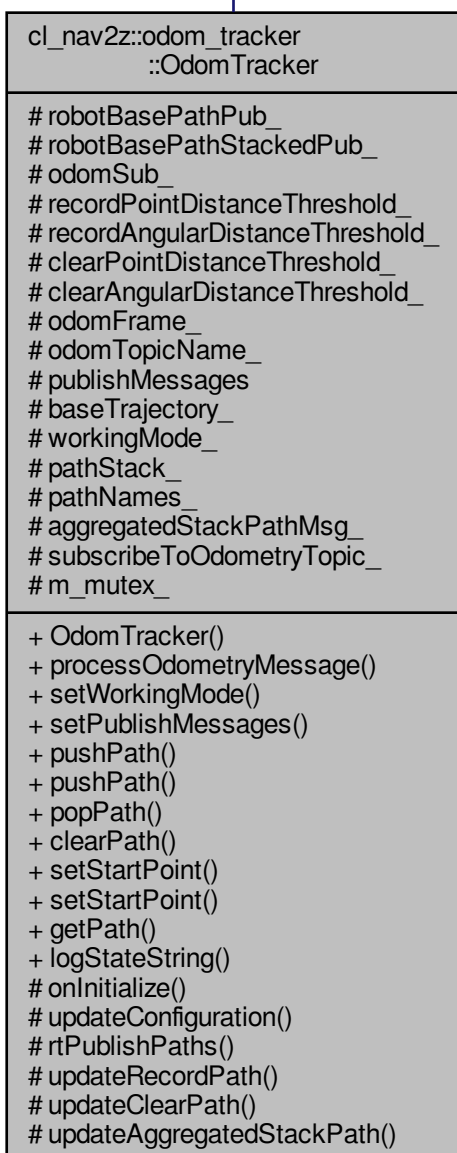 cl_nav2z::odom_tracker
::OdomTracker
# robotBasePathPub_
# robotBasePathStackedPub_
# odomSub_
# recordPointDistanceThreshold_
# recordAngularDistanceThreshold_
# clearPointDistanceThreshold_
# clearAngularDistanceThreshold_
# odomFrame_
# odomTopicName_
# publishMessages
# baseTrajectory_
# workingMode_
# pathStack_
# pathNames_
# aggregatedStackPathMsg_
# subscribeToOdometryTopic_
# m_mutex_
+ OdomTracker()
+ processOdometryMessage()
+ setWorkingMode()
+ setPublishMessages()
+ pushPath()
+ pushPath()
+ popPath()
+ clearPath()
+ setStartPoint()
+ setStartPoint()
+ getPath()
+ logStateString()
# onInitialize()
# updateConfiguration()
# rtPublishPaths()
# updateRecordPath()
# updateClearPath()
# updateAggregatedStackPath()